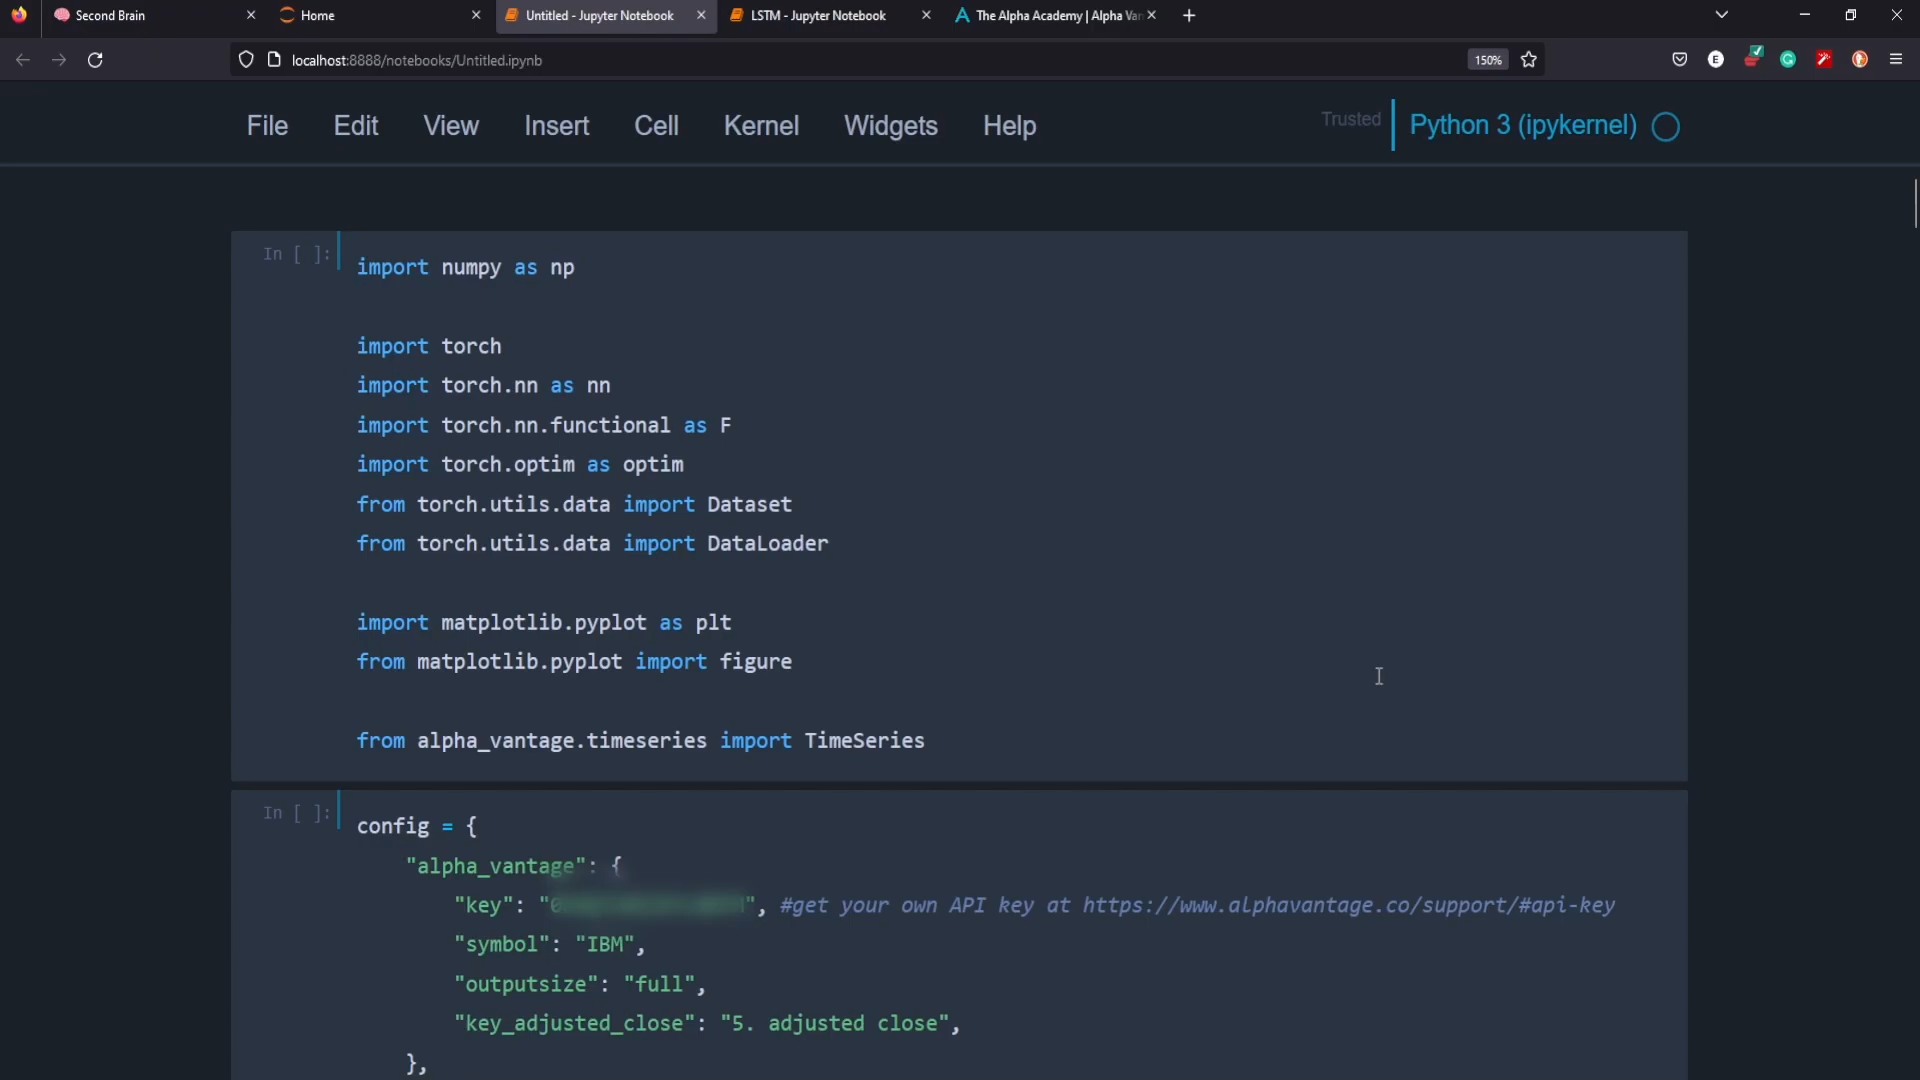 Second Brain
Home
Untitled - Jupyter Notebook
LSTM - Jupyter Notebook
The Alpha Academy | Alpha Van
localhost:8888/notebooks/Untitled.ipynb
150%
File Edit View Insert Cell Kernel Widgets Help
Trusted
Python 3 (ipykernel)
In [ ]:
import numpy as np
import torch
import torch.nn as nn
import torch.nn.functional as F
import torch.optim as optim
from torch.utils.data import Dataset
from torch.utils.data import DataLoader
import matplotlib.pyplot as plt
from matplotlib.pyplot import figure
from alpha_vantage.timeseries import TimeSeries
In [ ]:
config = {
"alpha_vantage": {
"key": "", #get your own API key at https://www.alphavantage.co/support/#api-key
"symbol": "IBM",
"outputsize": "full",
"key_adjusted_close": "5. adjusted close",
},